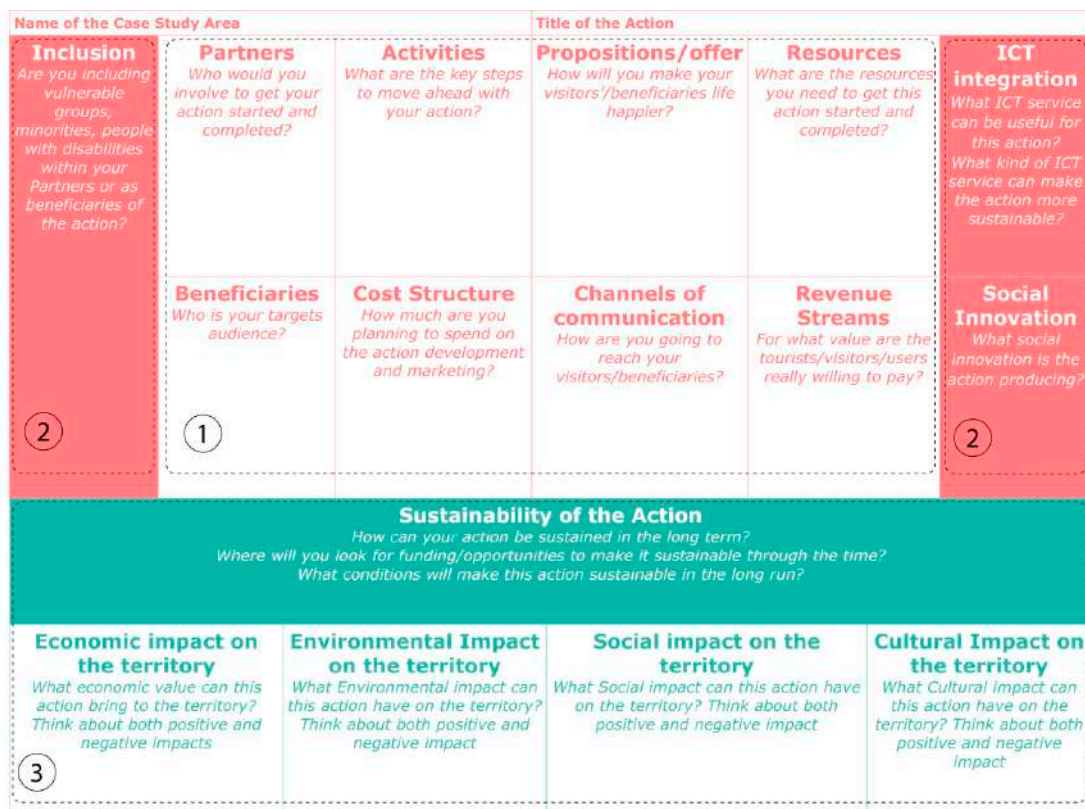 Name of the Case Study Area
Title of the Action
Inclusion
Are you including
vulnerable
groups,
minorities, people
with disabilities
within your
Partners or as
beneficiaries of
the action?
2
Partners
Who would you
involve to get your
action started and
completed?
Activities
What are the key steps
to move ahead with
your action?
Propositions/offer
How will you make your
visitors'/beneficiaries life
happier?
Resources
What are the resources
you need to get this
action started and
completed?
ICT
integration
What ICT service
can be useful for
this action?
What kind of ICT
service can make
the action more
sustainable?
Beneficiaries
Who is your targets
audience?
1
Cost Structure
How much are you
planning to spend on
the action development
and marketing?
Channels of
communication
How are you going to
reach your
visitors/beneficiaries?
Revenue
Streams
For what value are the
tourists/visitors/users
really willing to pay?
Social
Innovation
What social
innovation is the
action producing?
2
Sustainability of the Action
How can your action be sustained in the long term?
Where will you look for funding/opportunities to make it sustainable through the time?
What conditions will make this action sustainable in the long run?
Economic impact on
the territory
What economic value can this
action bring to the territory?
Think about both positive and
negative impacts
3
Environmental Impact
on the territory
What Environmental impact can
this action have on the territory?
Think about both positive and
negative impact
Social impact on the
territory
What Social impact can this action have
on the territory? Think about both
positive and negative impact
Cultural Impact on
the territory
What Cultural impact can
this action have on the
territory? Think about both
positive and negative
impact